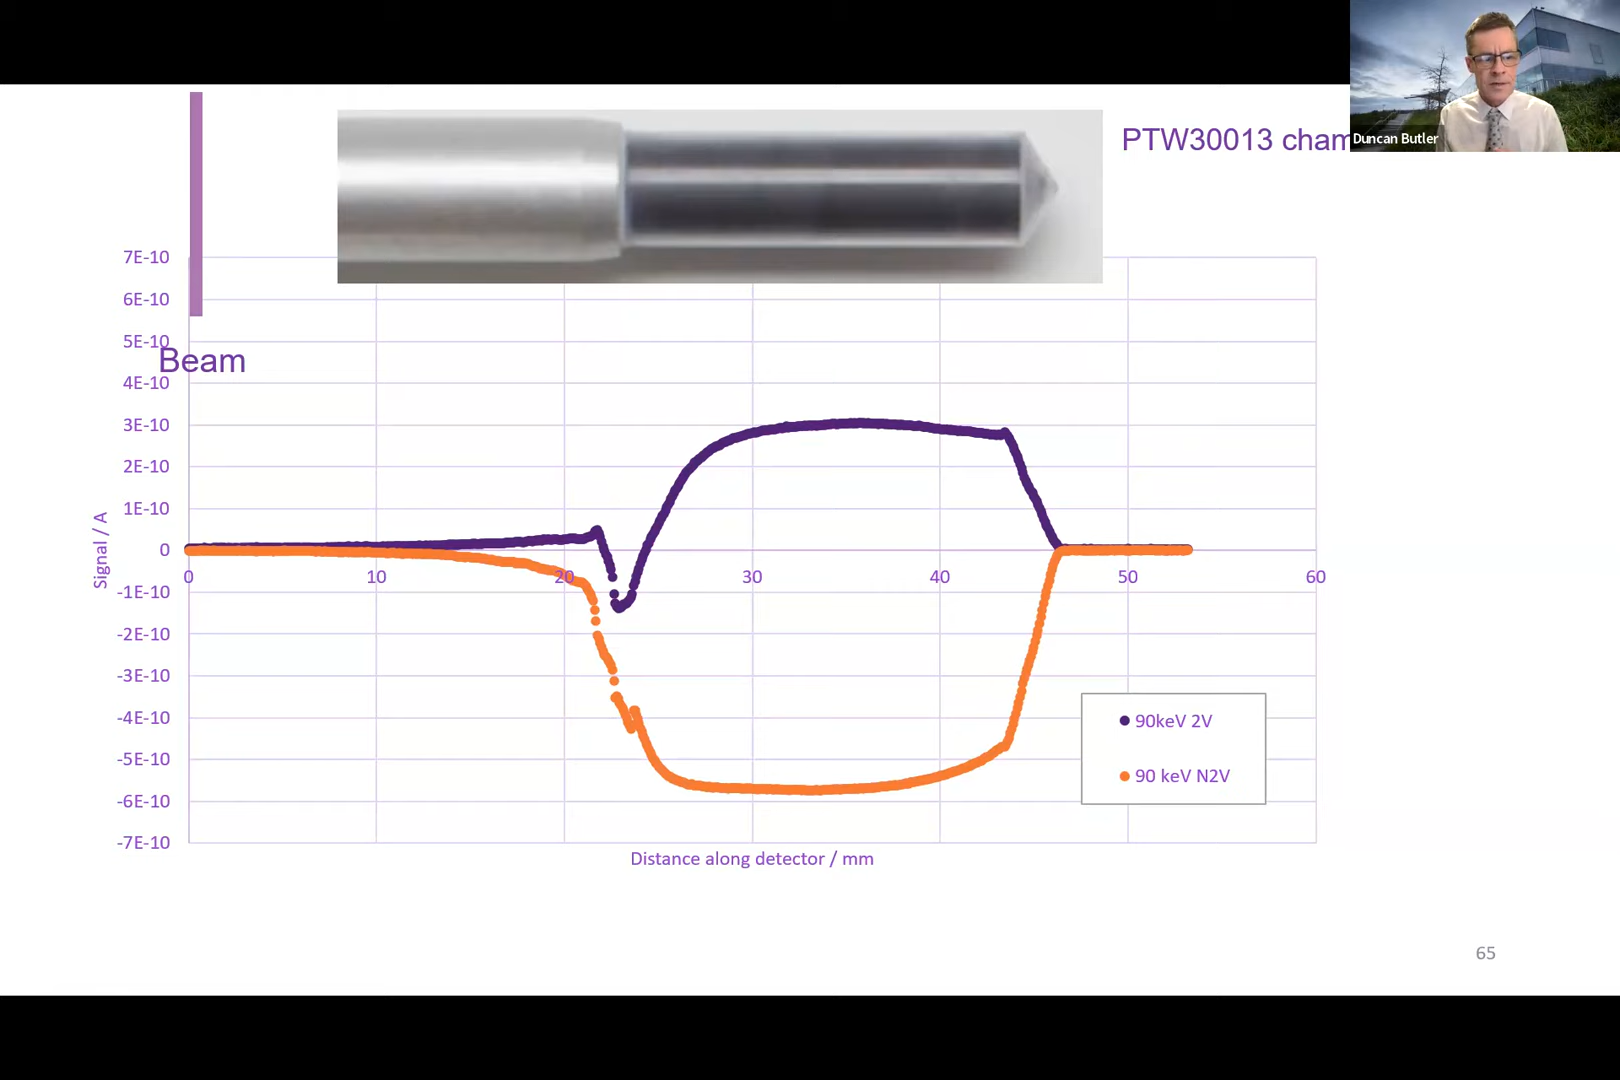 PTW30013 cham
Duncan Butler
7E-10
6E-10
5E-10
Beam
4E-10
3E-10
2E-10
1E-10
0
Signal / A
0 10 20 30 40 50 60
-1E-10
-2E-10
-3E-10
-4E-10
-5E-10
-6E-10
-7E-10
90keV 2V
90 keV N2V
Distance along detector / mm
65